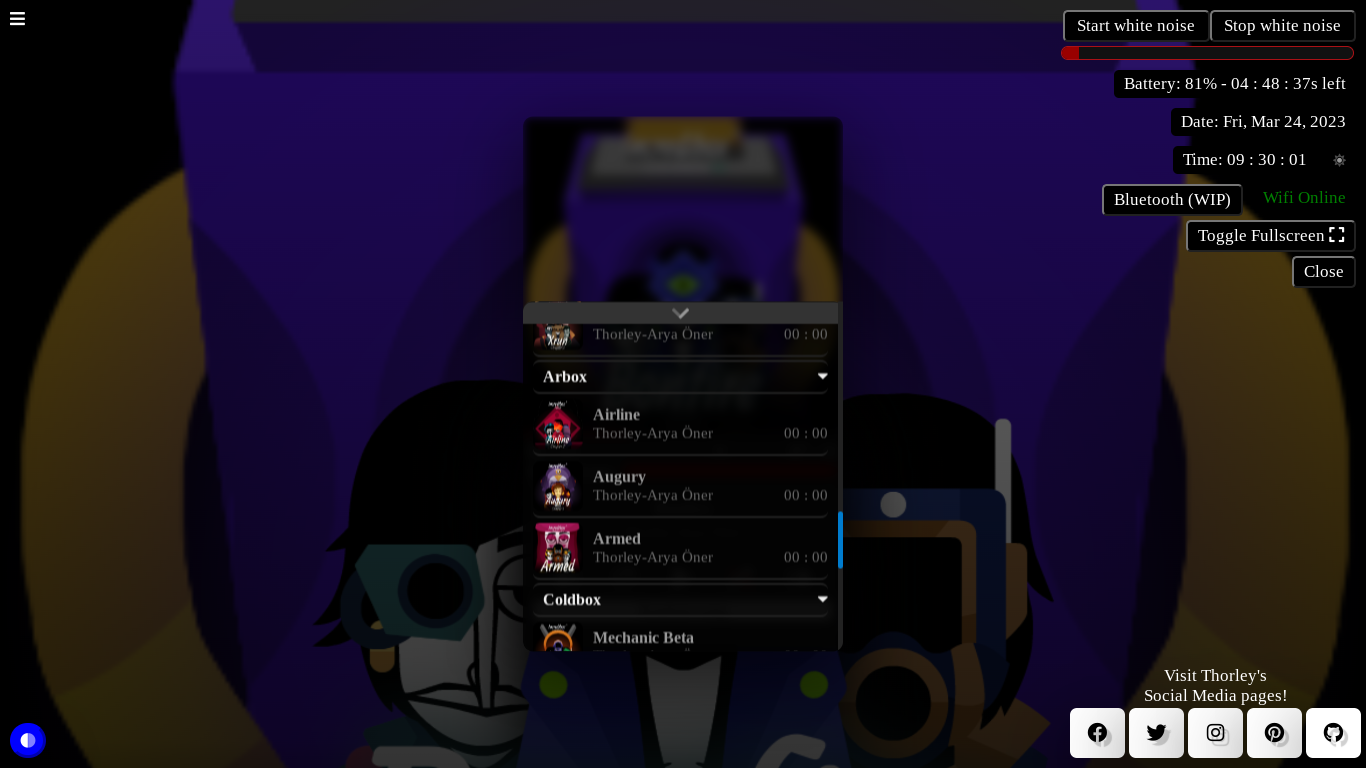 Start white noise
Stop white noise
Battery: 81% - 04 : 48 : 37s left
Date: Fri, Mar 24, 2023
Time: 09 : 30 : 01
Bluetooth (WIP)
Wifi Online
Toggle Fullscreen
Close
Xrun
Thorley-Arya Öner
00 : 00
Arbox
Airline
Airline
Thorley-Arya Öner
00 : 00
Augury
Augury
Thorley-Arya Öner
00 : 00
Armed
Armed
Thorley-Arya Öner
00 : 00
Coldbox
Mechanic Beta
Visit Thorley's
Social Media pages!